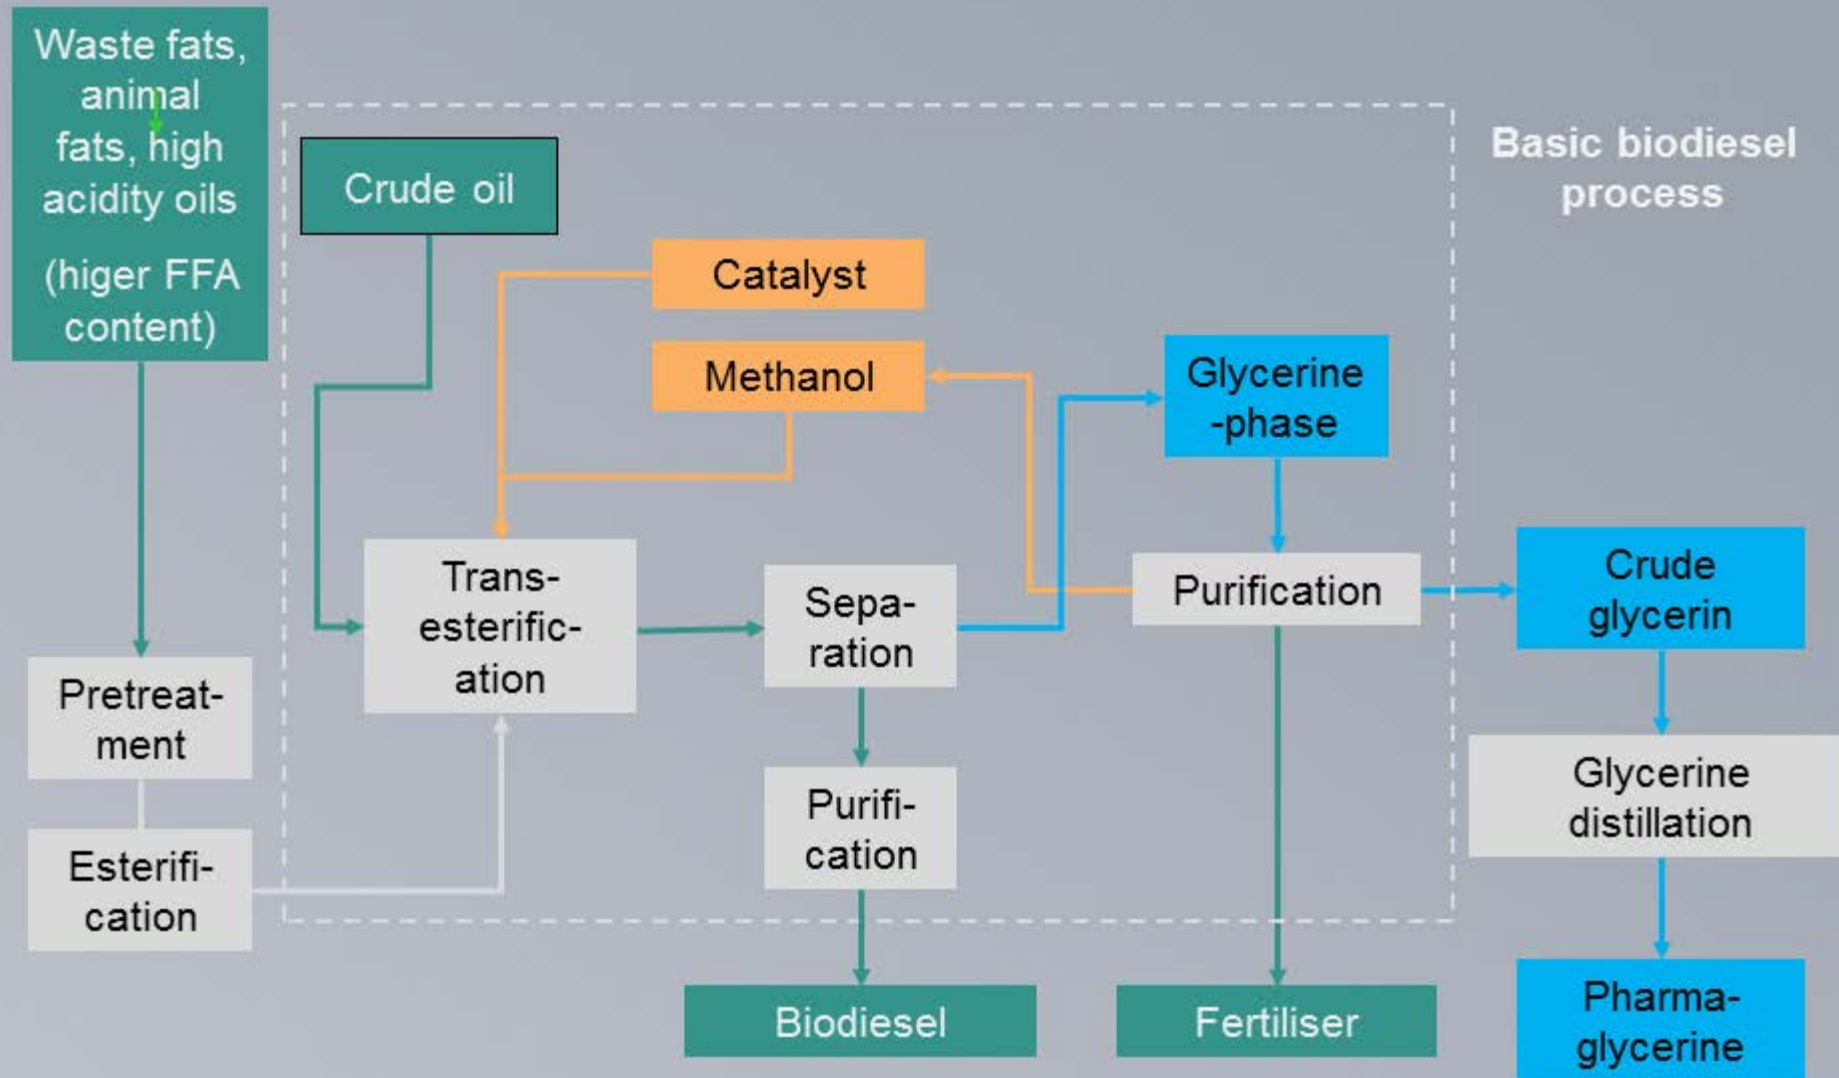 Waste fats,
animal
fats, high
acidity oils
(higer FFA
content)
Crude oil
Basic biodiesel
process
Catalyst
Methanol
Glycerine
-phase
Trans-
esterific-
ation
Sepa-
ration
Purification
Crude
glycerin
Pretreat-
ment
Purifi-
cation
Glycerine
distillation
Esterifi-
cation
Biodiesel
Fertiliser
Pharma-
glycerine